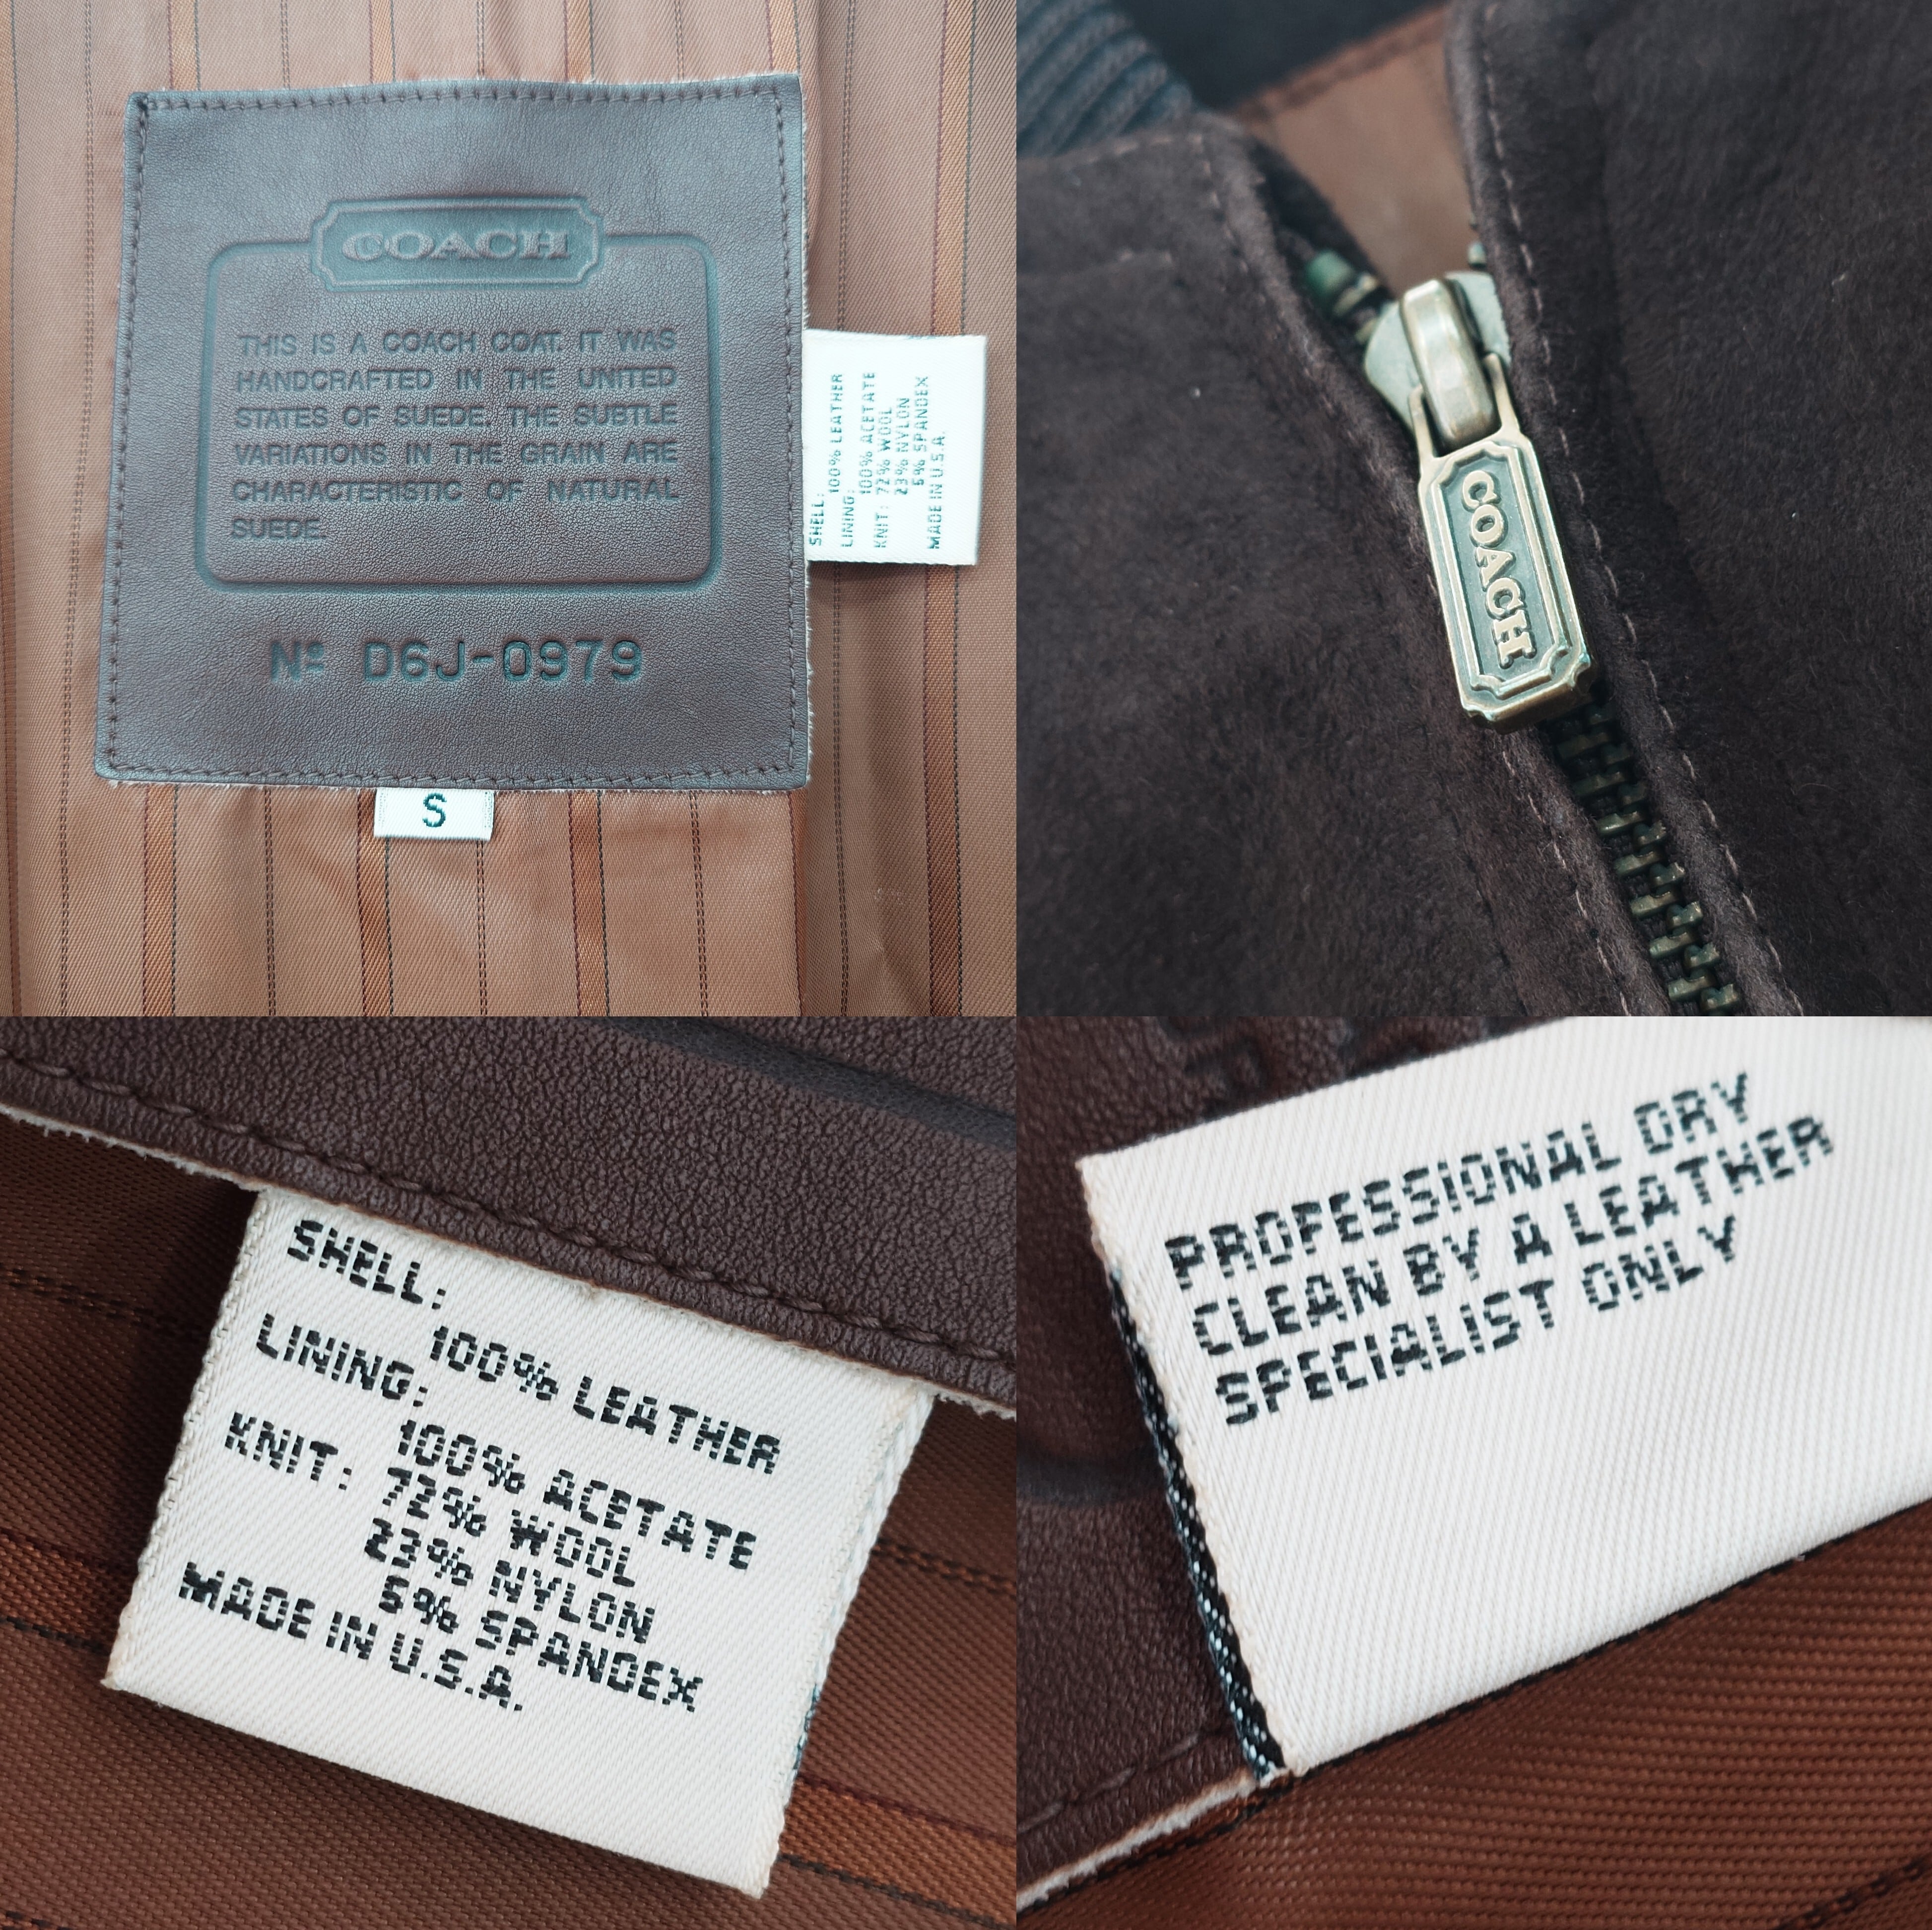 COACH
THIS IS A COACH COAT. IT WAS
HANDCRAFTED IN THE UNITED
STATES OF SUEDE. THE SUBTLE
VARIATIONS IN THE GRAIN ARE
CHARACTERISTIC OF NATURAL
SUEDE.
Nº D6J-0979
S
SHELL:
100% LEATHER
LINING:
100% ACETATE
KNIT: 72% WOOL
23% NYLON
5% SPANDEX
MADE IN U.S.A.
COACH
SHELL:
100% LEATHER
LINING:
100% ACETATE
KNIT: 72% WOOL
23% NYLON
5% SPANDEX
MADE IN U.S.A.
PROFESSIONAL DRY
CLEAN BY A LEATHER
SPECIALIST ONLY